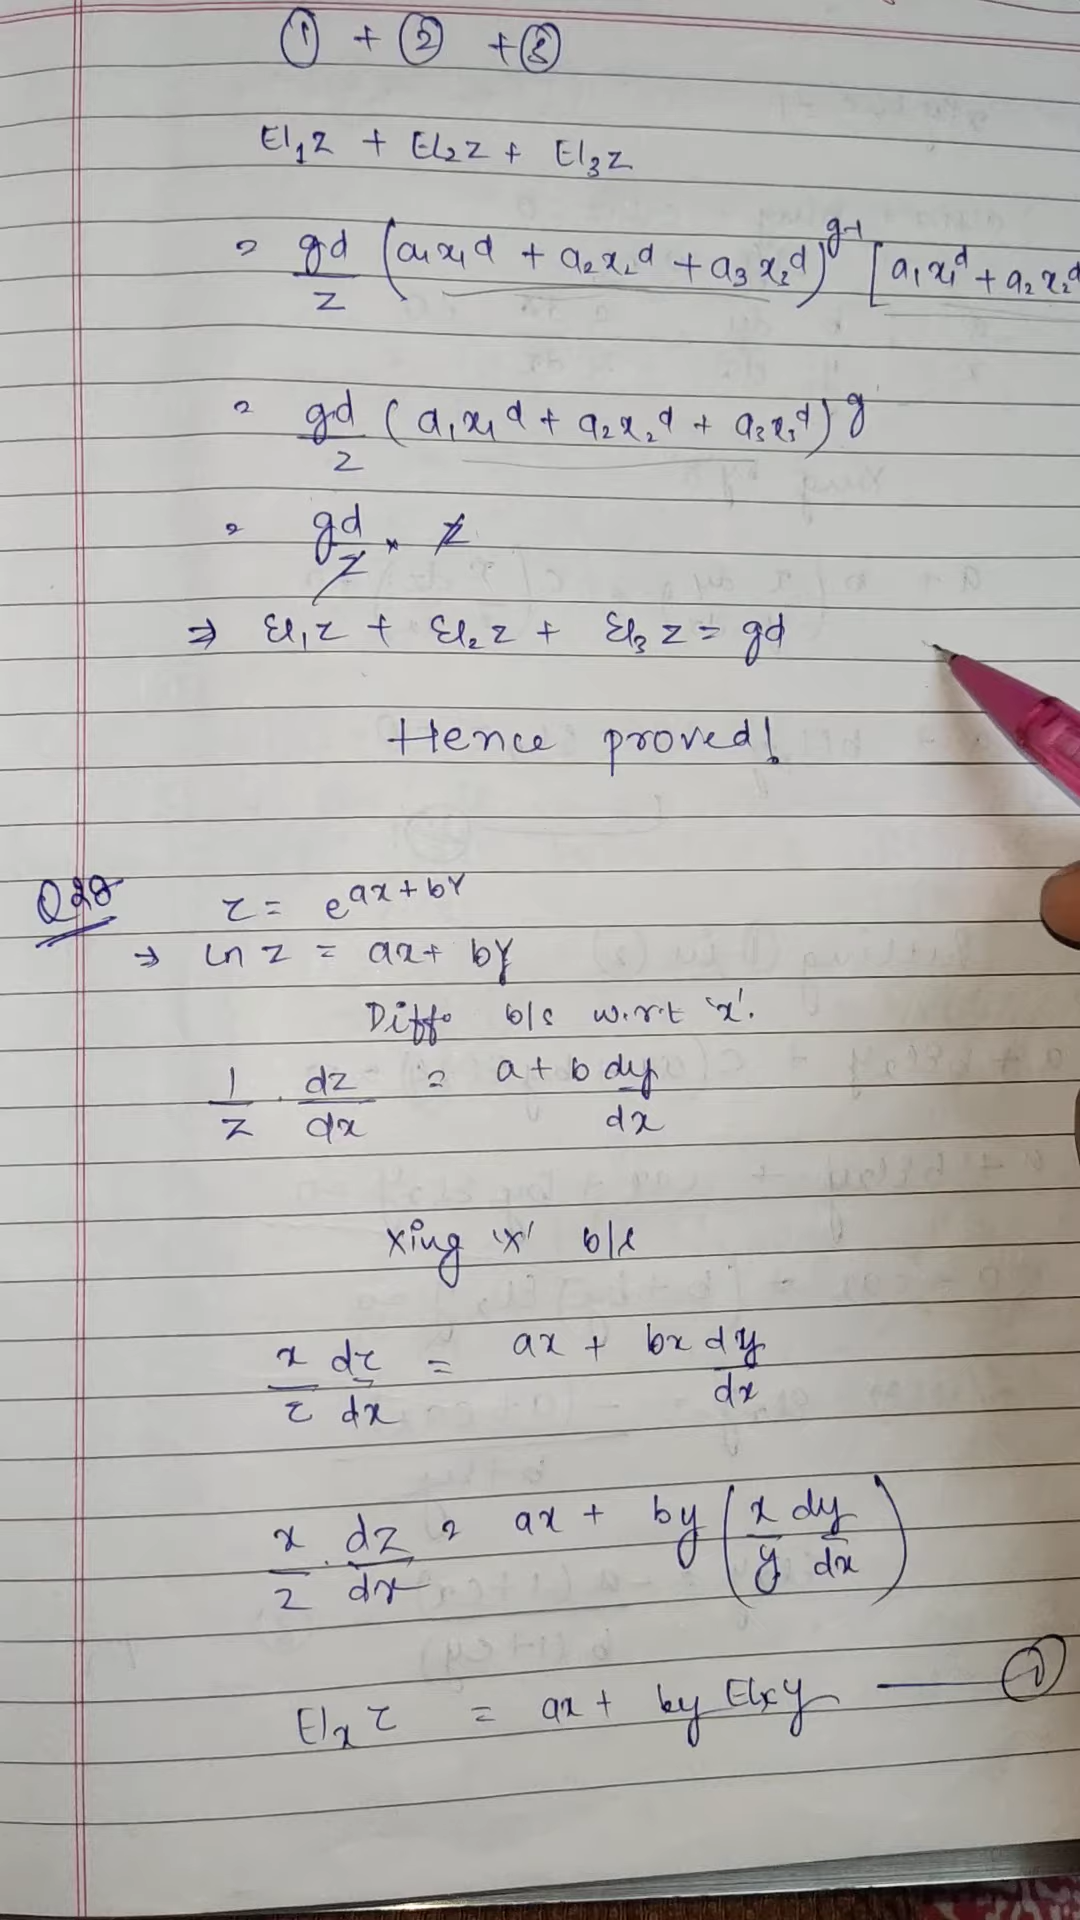 ① + ② + ③
El₁z + El₂z + El₃z
= gd/z (a₁x₁ᵈ + a₂x₂ᵈ + a₃x₃ᵈ)ᵍ⁻¹ [a₁x₁ᵈ + a₂x₂ᵈ
= gd/z (a₁x₁ᵈ + a₂x₂ᵈ + a₃x₃ᵈ)ᵍ
= gd/z × z
⇒ El₁z + El₂z + El₃z = gd
Hence proved!
Q28 z = e^(ax+by)
⇒ ln z = ax + by
Diff. b/s w.r.t 'x'.
1/z · dz/dx = a + b dy/dx
Xing 'x' b/s
x/z dz/dx = ax + bx dy/dx
x/z · dz/dx = ax + by (x/y dy/dx)
Elₓz = ax + by Elₓy — ①